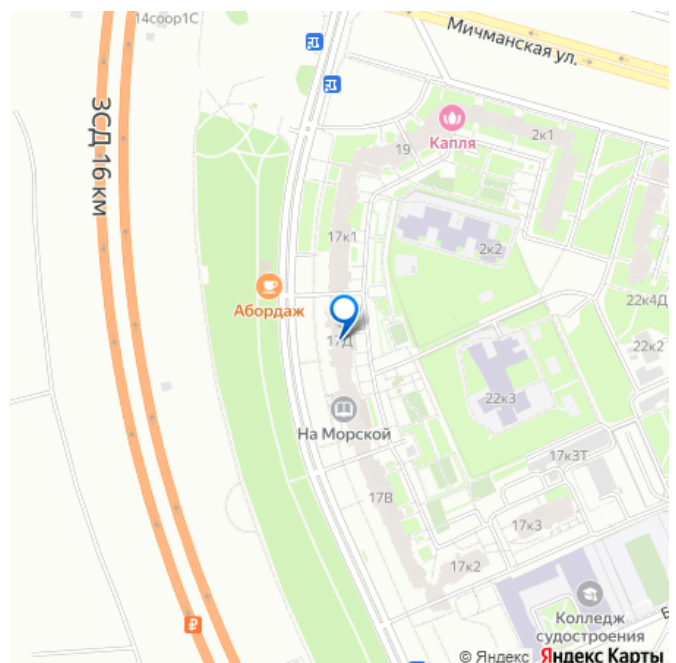 14соор1С
Мичманская ул.
ЗСД 16 км
19
Капля
2к1
17к1
2к2
Абордаж
22к4Д
17Д
22к2
22к3
На Морской
17к3Т
17В
17к3
17к2
Колледж
судостроения
Б
© Яндекс Яндекс Карты